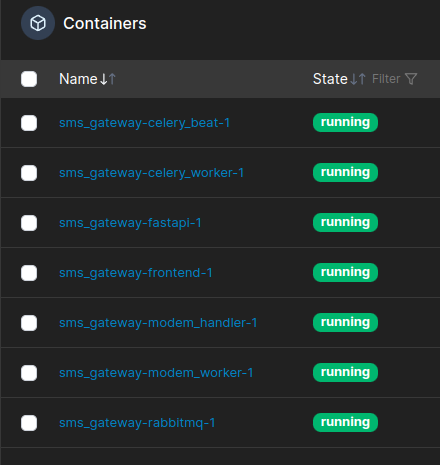 Containers
Name↓↑ State↓↑ Filter
sms_gateway-celery_beat-1 running
sms_gateway-celery_worker-1 running
sms_gateway-fastapi-1 running
sms_gateway-frontend-1 running
sms_gateway-modem_handler-1 running
sms_gateway-modem_worker-1 running
sms_gateway-rabbitmq-1 running